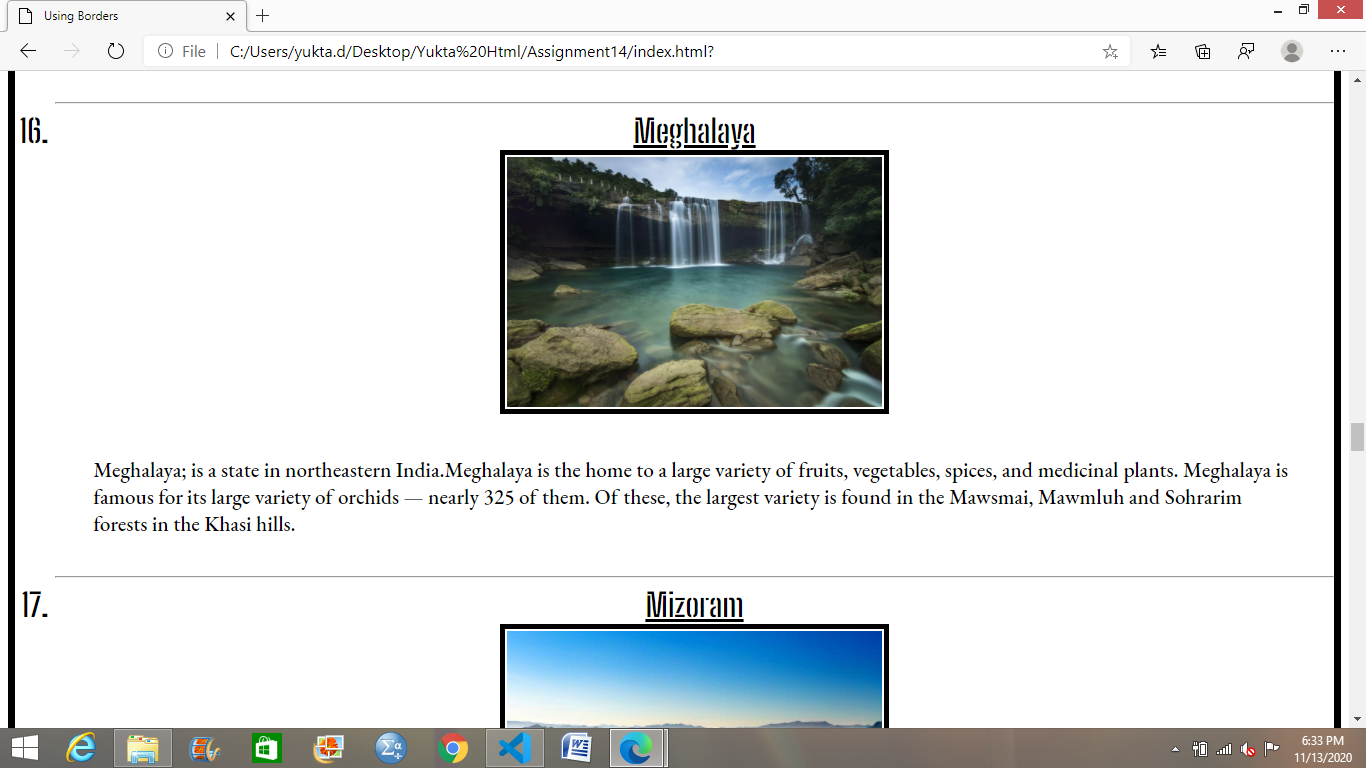 Using Borders
File
C:/Users/yukta.d/Desktop/Yukta%20Html/Assignment14/index.html?
16.
Meghalaya
Meghalaya; is a state in northeastern India.Meghalaya is the home to a large variety of fruits, vegetables, spices, and medicinal plants. Meghalaya is
famous for its large variety of orchids — nearly 325 of them. Of these, the largest variety is found in the Mawsmai, Mawmluh and Sohrarim
forests in the Khasi hills.
17.
Mizoram
6:33 PM
11/13/2020